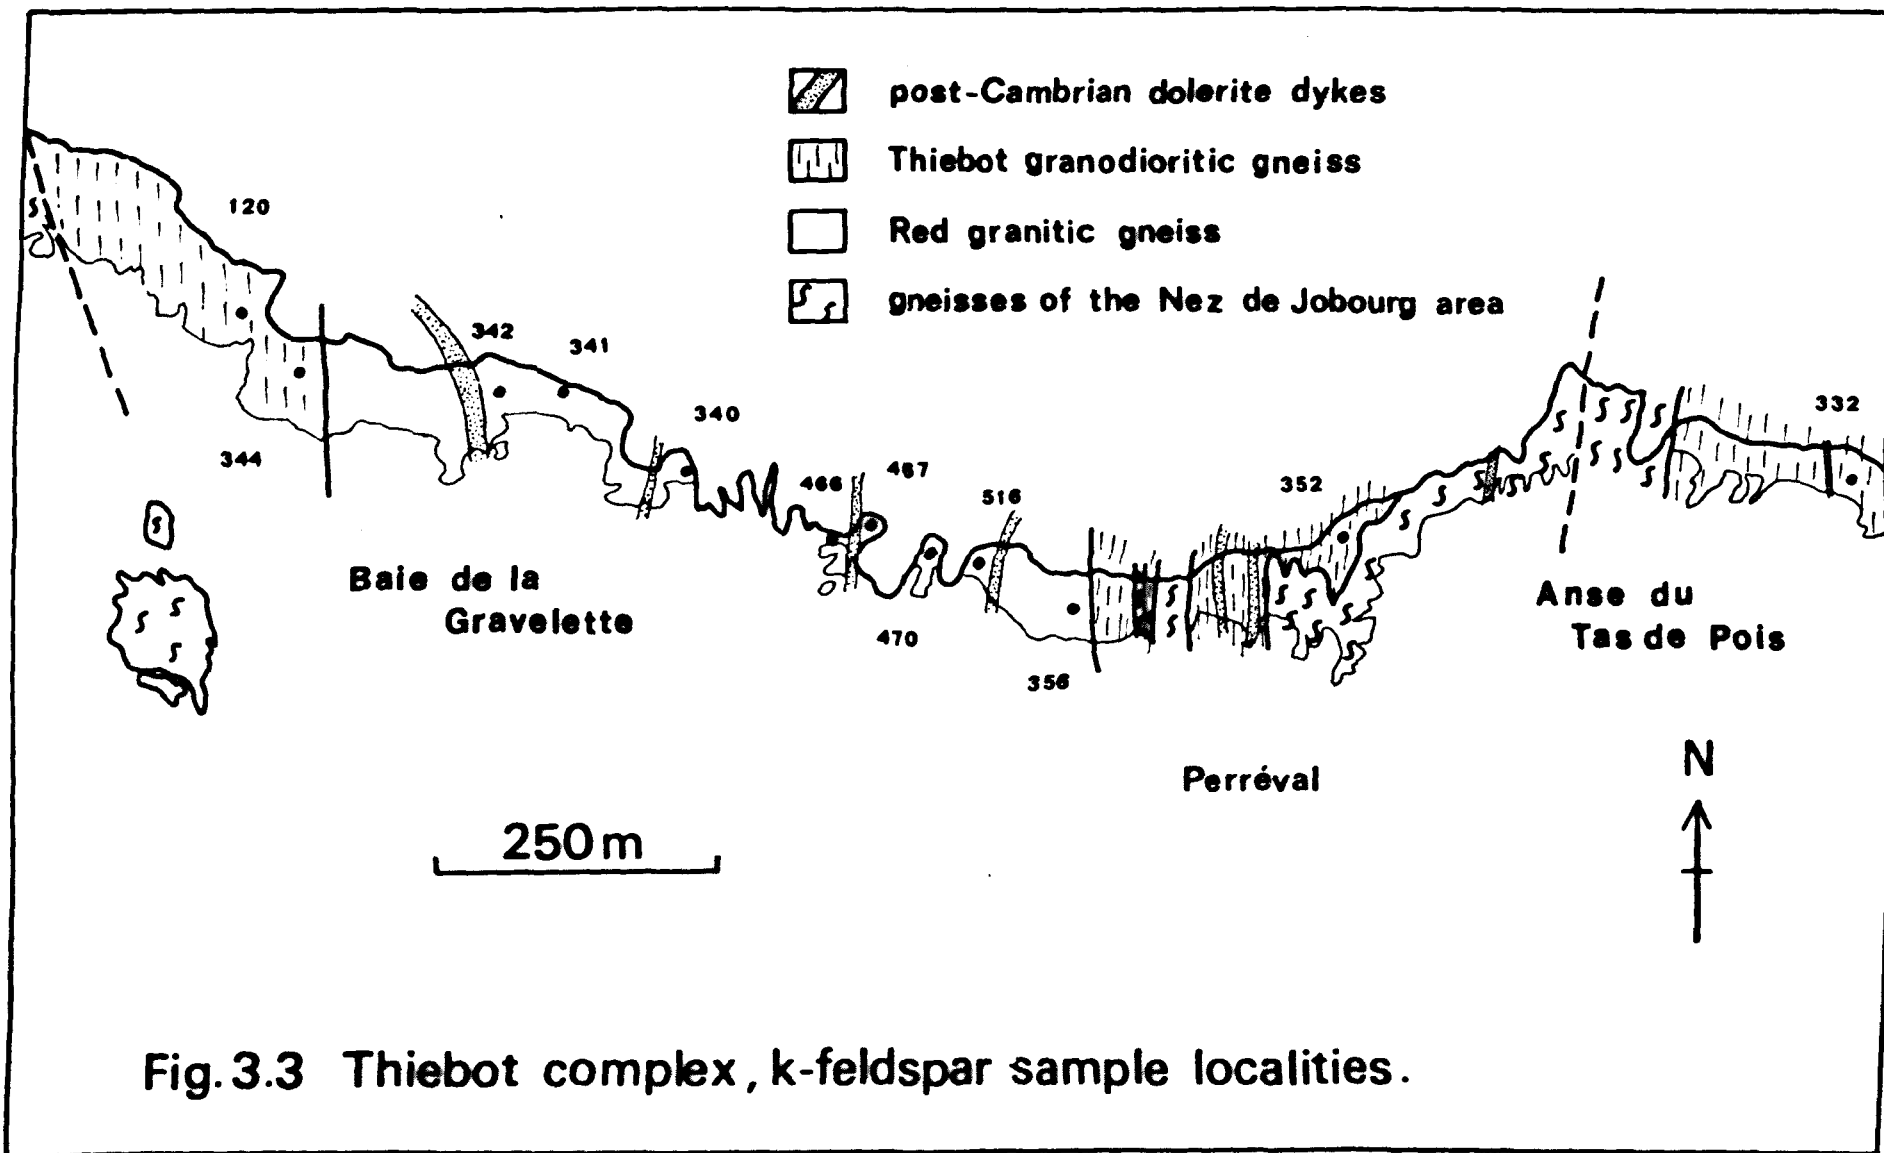 post-Cambrian dolerite dykes
Thiebot granodioritic gneiss
Red granitic gneiss
gneisses of the Nez de Jobourg area
120
342
341
344
340
466
467
516
352
332
470
356
Baie de la
Gravelette
Anse du
Tas de Pois
Perréval
N
250m
Fig. 3.3 Thiebot complex, k-feldspar sample localities.